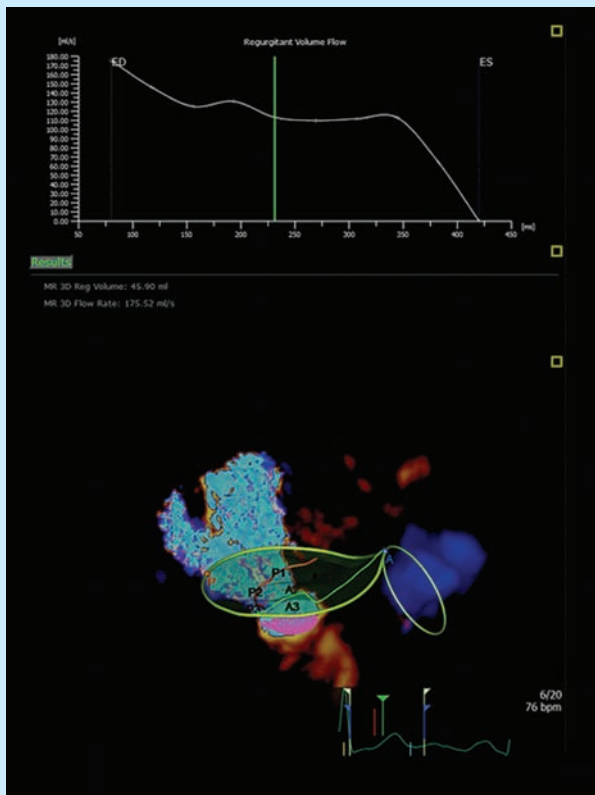 [ml/s]
Regurgitant Volume Flow
ED
ES
180.00
170.00
160.00
150.00
140.00
130.00
120.00
110.00
100.00
90.00
80.00
70.00
60.00
50.00
40.00
30.00
20.00
10.00
0.00
50 100 150 200 250 300 350 400 450
[ms]
Results
MR 3D Reg Volume: 45.90 ml
MR 3D Flow Rate: 175.52 ml/s
A
P1
P2
A3
6/20
76 bpm